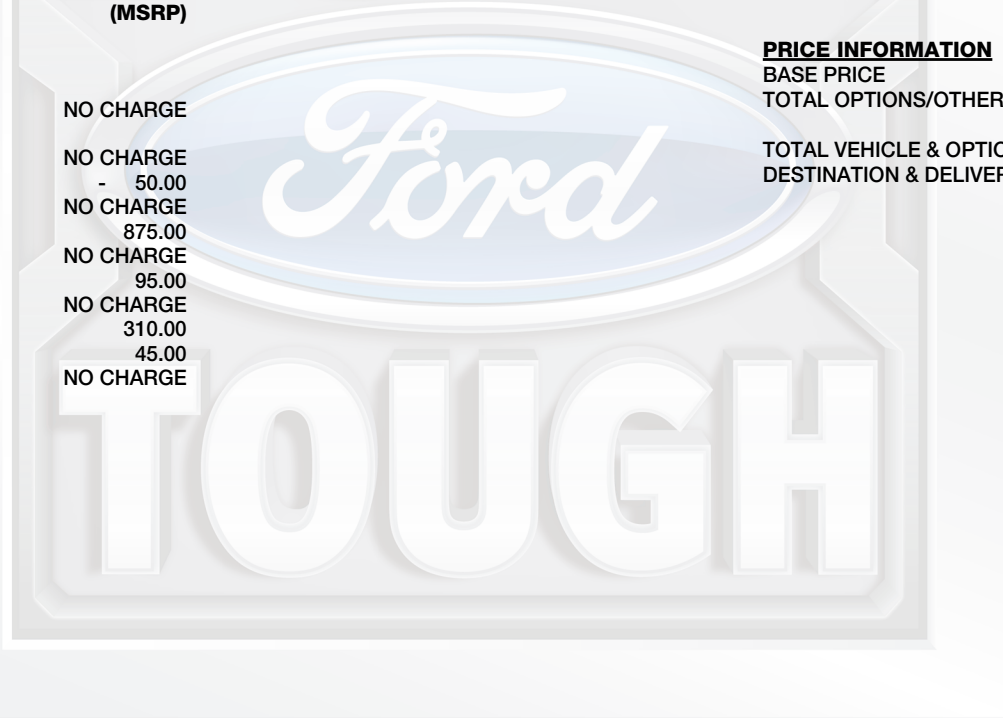 (MSRP)
NO CHARGE
NO CHARGE
- 50.00
NO CHARGE
875.00
NO CHARGE
95.00
NO CHARGE
310.00
45.00
NO CHARGE
PRICE INFORMATION
BASE PRICE
TOTAL OPTIONS/OTHER
TOTAL VEHICLE & OPTIO
DESTINATION & DELIVER
Ford
TOUGH